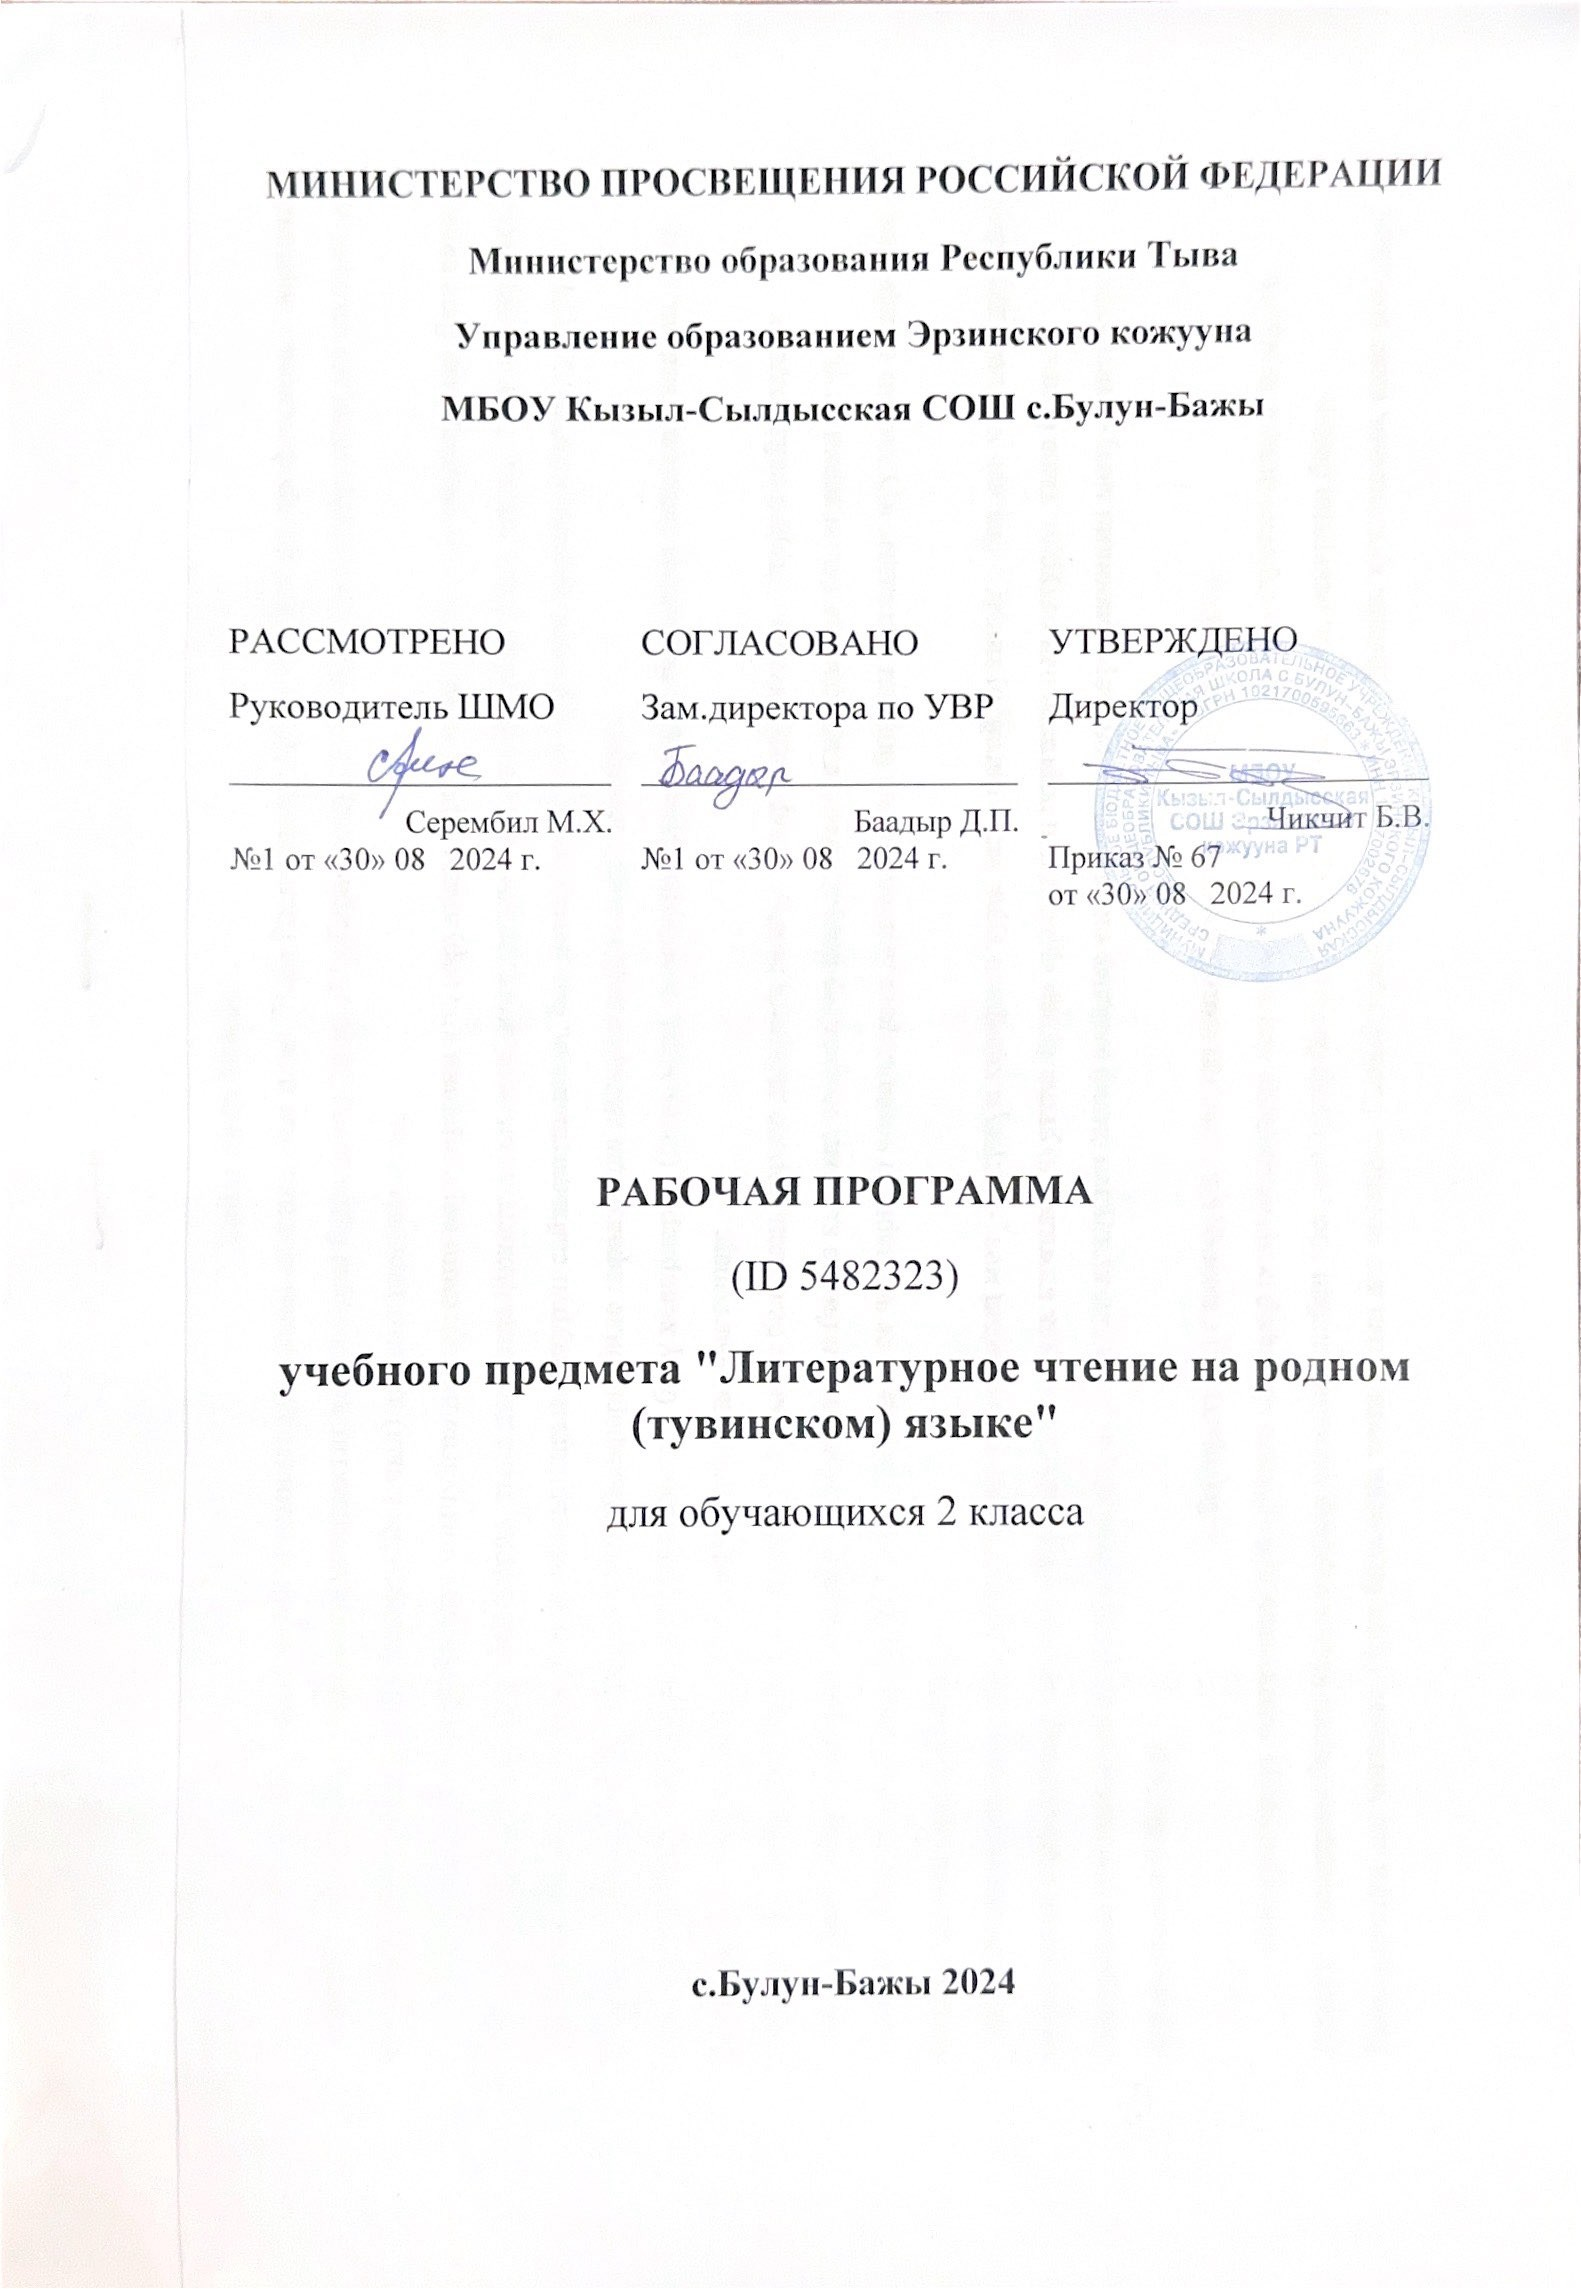 МИНИСТЕРСТВО ПРОСВЕЩЕНИЯ РОССИЙСКОЙ ФЕДЕРАЦИИ
Министерство образования Республики Тыва
Управление образованием Эрзинского кожууна
МБОУ Кызыл-Сылдысская СОШ с.Булун-Бажы
РАССМОТРЕНО
Руководитель ШМО
Серембил М.Х.
№1 от «30» 08 2024 г.
СОГЛАСОВАНО
Зам.директора по УВР
Баадыр
Баадыр Д.П.
№1 от «30» 08 2024 г.
УТВЕРЖДЕНО
Директор
Чикчит Б.В.
Приказ № 67
от «30» 08 2024 г.
МБОУ
Кызыл-Сылдысская
СОШ
кожууна РТ
РАБОЧАЯ ПРОГРАММА
(ID 5482323)
учебного предмета "Литературное чтение на родном
(тувинском) языке"
для обучающихся 2 класса
с.Булун-Бажы 2024